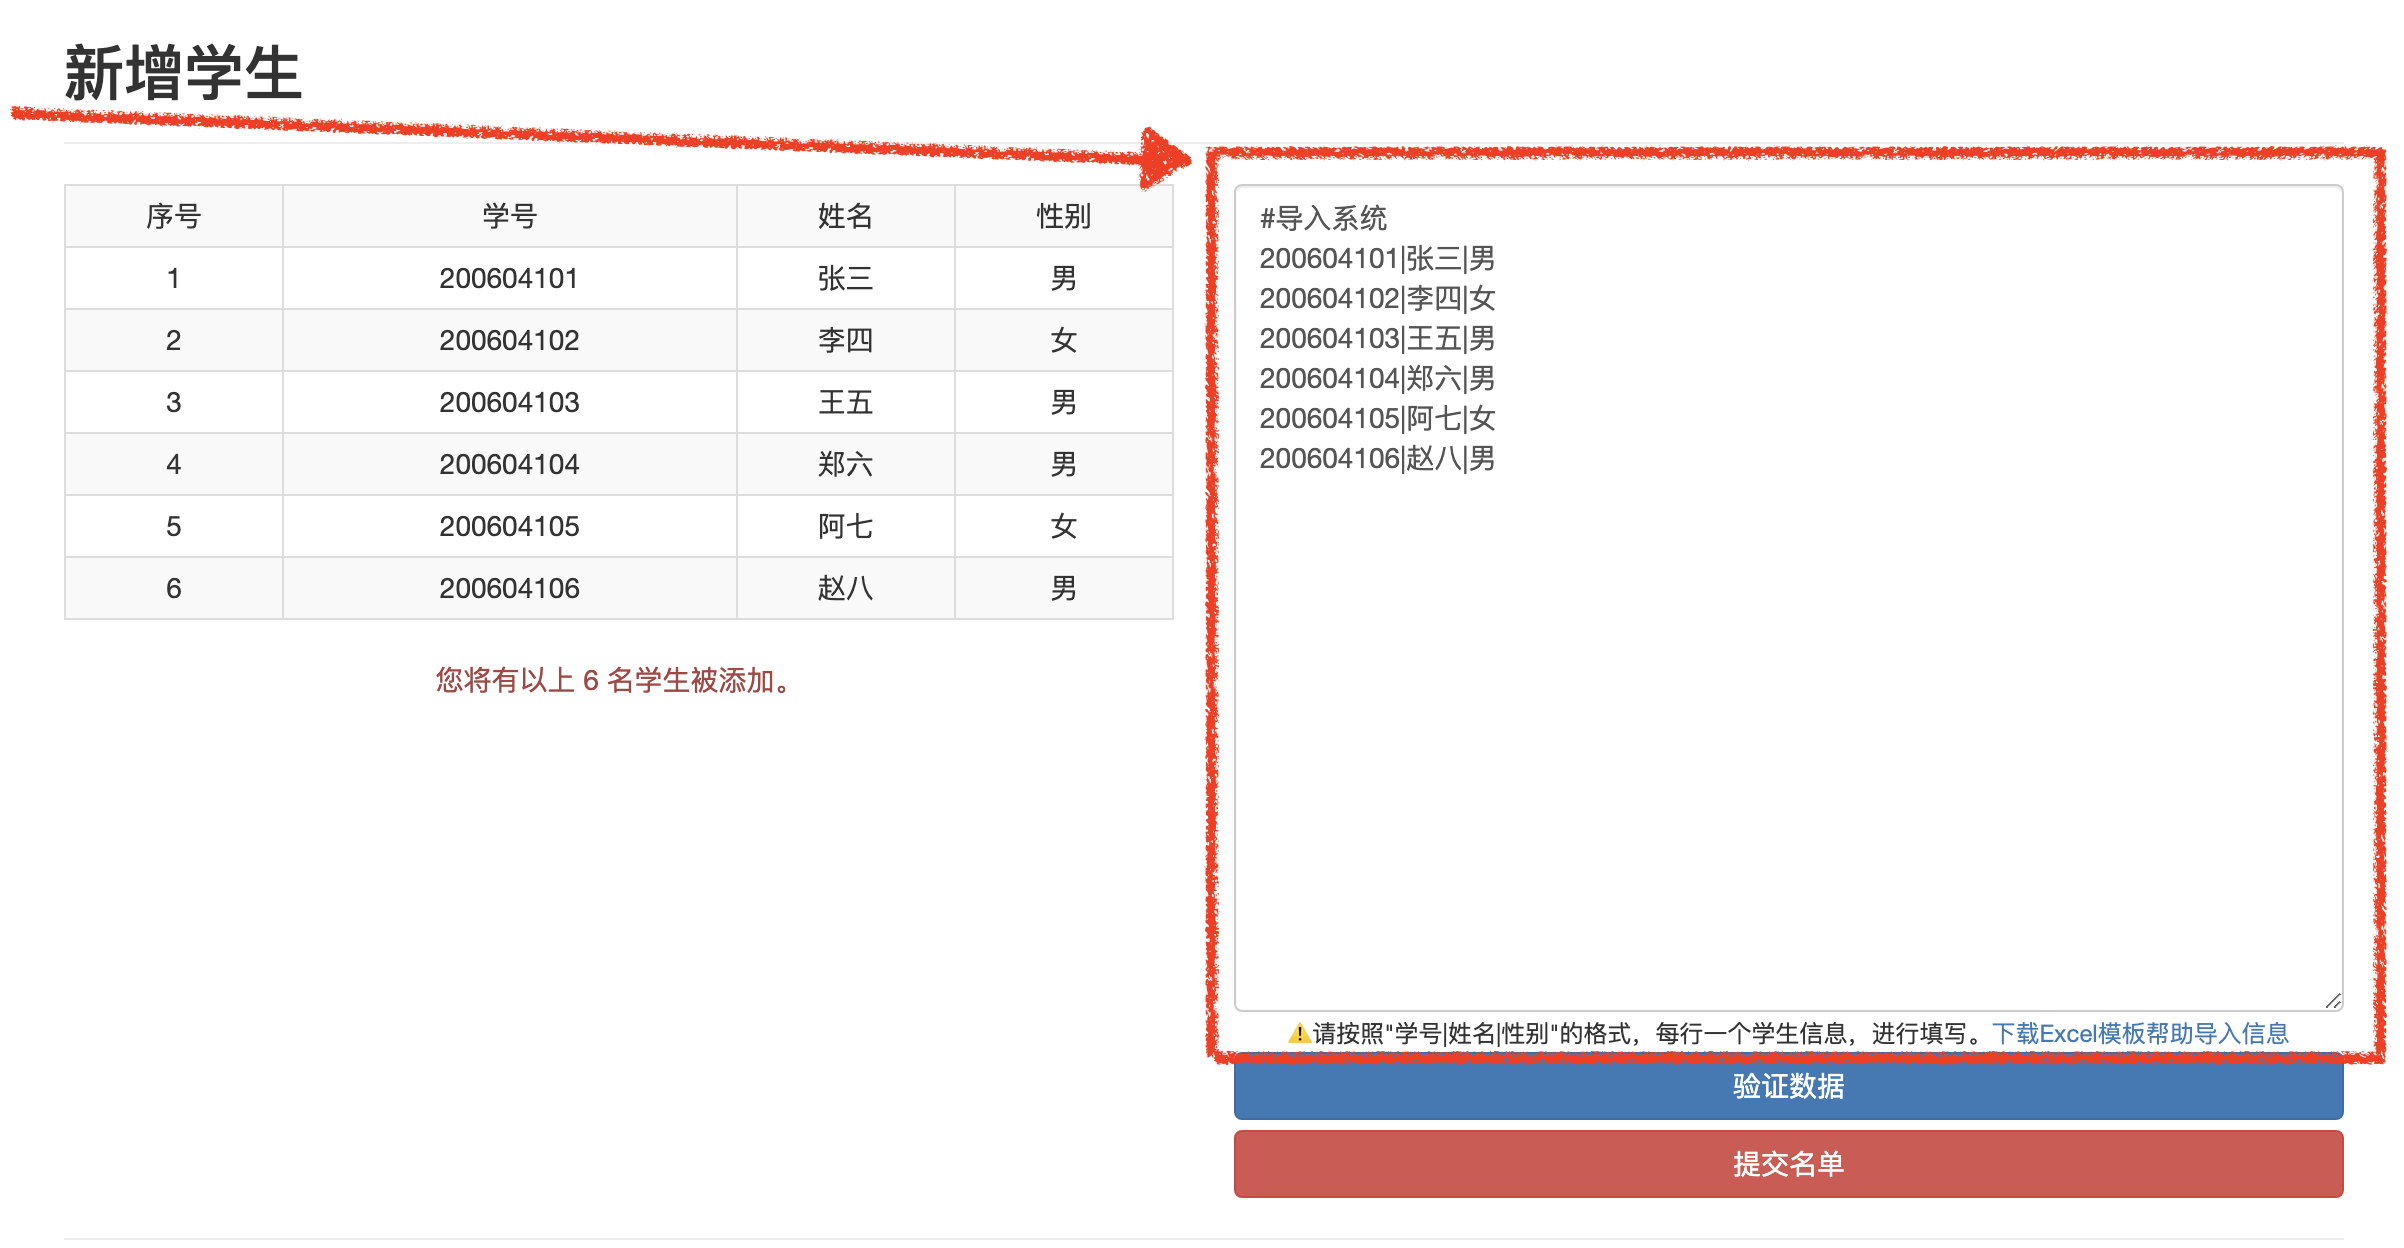 新增学生
序号 学号 姓名 性别
1 200604101 张三 男
2 200604102 李四 女
3 200604103 王五 男
4 200604104 郑六 男
5 200604105 阿七 女
6 200604106 赵八 男
您将有以上 6 名学生被添加。
#导入系统
200604101|张三|男
200604102|李四|女
200604103|王五|男
200604104|郑六|男
200604105|阿七|女
200604106|赵八|男
⚠️请按照"学号|姓名|性别"的格式，每行一个学生信息，进行填写。下载Excel模板帮助导入信息
验证数据
提交名单